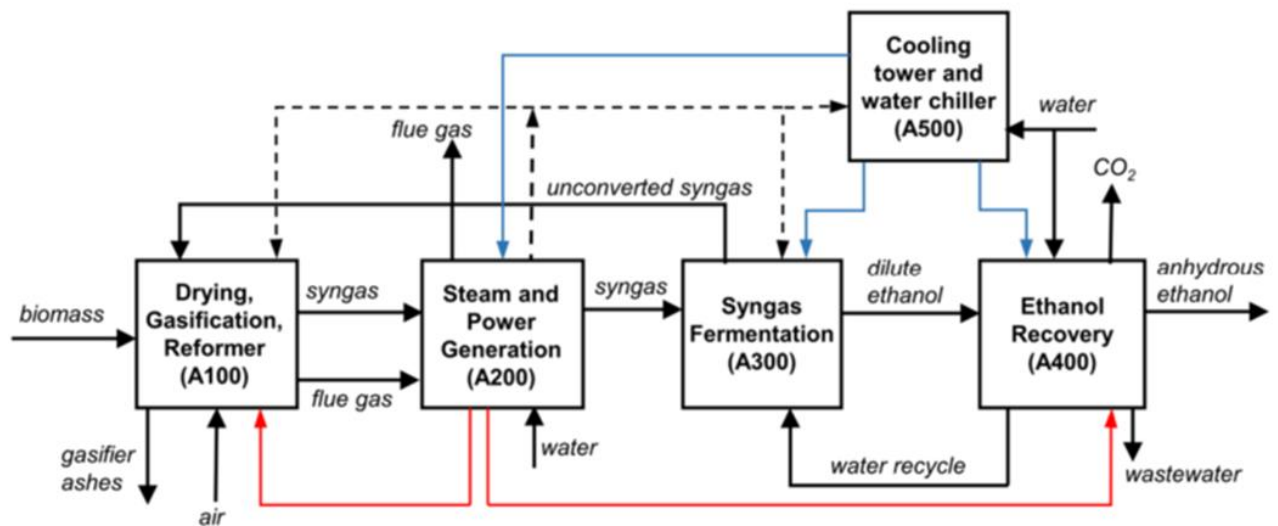 Cooling
tower and
water chiller
(A500)
water
flue gas
CO2
unconverted syngas
biomass
Drying,
Gasification,
Reformer
(A100)
syngas
flue gas
Steam and
Power
Generation
(A200)
syngas
Syngas
Fermentation
(A300)
dilute
ethanol
Ethanol
Recovery
(A400)
anhydrous
ethanol
gasifier
ashes
air
water
water recycle
wastewater